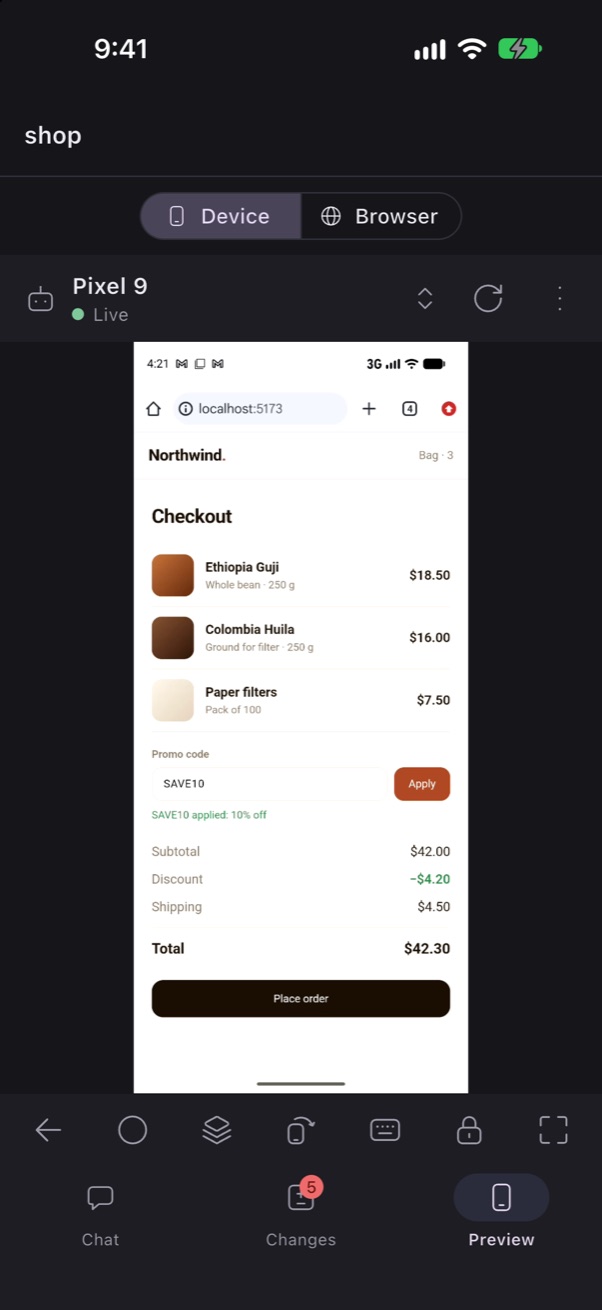 9:41
shop
Device
Browser
Pixel 9
Live
4:21
3G
localhost:5173
4
Northwind.
Bag · 3
Checkout
Ethiopia Guji
Whole bean · 250 g
$18.50
Colombia Huila
Ground for filter · 250 g
$16.00
Paper filters
Pack of 100
$7.50
Promo code
SAVE10
Apply
SAVE10 applied: 10% off
Subtotal
$42.00
Discount
−$4.20
Shipping
$4.50
Total
$42.30
Place order
5
Chat
Changes
Preview